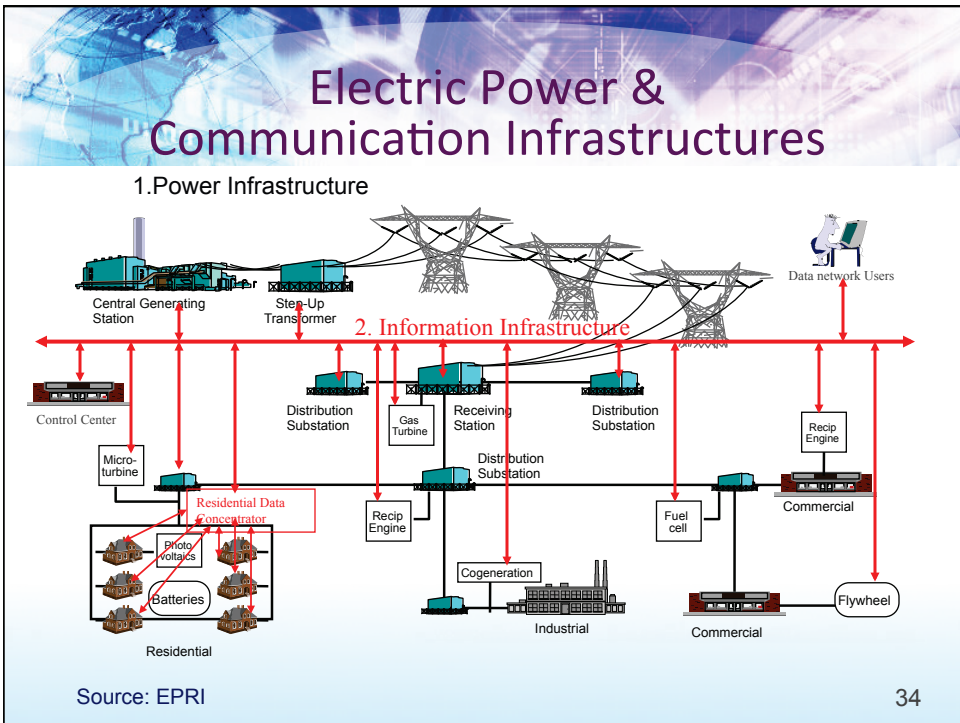 Electric Power &
Communication Infrastructures
1.Power Infrastructure
Data network Users
Central Generating
Station
Step-Up
Transformer
2. Information Infrastructure
Control Center
Distribution
Substation
Gas
Turbine
Receiving
Station
Distribution
Substation
Recip
Engine
Micro-
turbine
Distribution
Substation
Commercial
Residential Data
Concentrator
Recip
Engine
Fuel
cell
Photo
voltaics
Batteries
Cogeneration
Flywheel
Industrial
Commercial
Residential
Source: EPRI
34